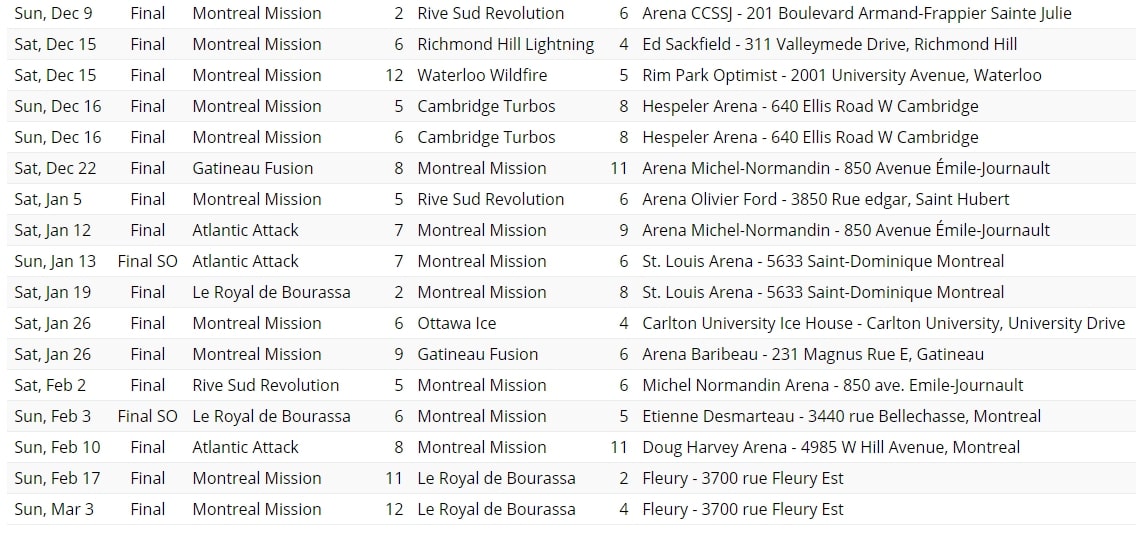 Sun, Dec 9 Final Montreal Mission 2 Rive Sud Revolution 6 Arena CCSSJ - 201 Boulevard Armand-Frappier Sainte Julie
Sat, Dec 15 Final Montreal Mission 6 Richmond Hill Lightning 4 Ed Sackfield - 311 Valleymede Drive, Richmond Hill
Sat, Dec 15 Final Montreal Mission 12 Waterloo Wildfire 5 Rim Park Optimist - 2001 University Avenue, Waterloo
Sun, Dec 16 Final Montreal Mission 5 Cambridge Turbos 8 Hespeler Arena - 640 Ellis Road W Cambridge
Sun, Dec 16 Final Montreal Mission 6 Cambridge Turbos 8 Hespeler Arena - 640 Ellis Road W Cambridge
Sat, Dec 22 Final Gatineau Fusion 8 Montreal Mission 11 Arena Michel-Normandin - 850 Avenue Émile-Journault
Sat, Jan 5 Final Montreal Mission 5 Rive Sud Revolution 6 Arena Olivier Ford - 3850 Rue edgar, Saint Hubert
Sat, Jan 12 Final Atlantic Attack 7 Montreal Mission 9 Arena Michel-Normandin - 850 Avenue Émile-Journault
Sun, Jan 13 Final SO Atlantic Attack 7 Montreal Mission 6 St. Louis Arena - 5633 Saint-Dominique Montreal
Sat, Jan 19 Final Le Royal de Bourassa 2 Montreal Mission 8 St. Louis Arena - 5633 Saint-Dominique Montreal
Sat, Jan 26 Final Montreal Mission 6 Ottawa Ice 4 Carlton University Ice House - Carlton University, University Drive
Sat, Jan 26 Final Montreal Mission 9 Gatineau Fusion 6 Arena Baribeau - 231 Magnus Rue E, Gatineau
Sat, Feb 2 Final Rive Sud Revolution 5 Montreal Mission 6 Michel Normandin Arena - 850 ave. Emile-Journault
Sun, Feb 3 Final SO Le Royal de Bourassa 6 Montreal Mission 5 Etienne Desmarteau - 3440 rue Bellechasse, Montreal
Sun, Feb 10 Final Atlantic Attack 8 Montreal Mission 11 Doug Harvey Arena - 4985 W Hill Avenue, Montreal
Sun, Feb 17 Final Montreal Mission 11 Le Royal de Bourassa 2 Fleury - 3700 rue Fleury Est
Sun, Mar 3 Final Montreal Mission 12 Le Royal de Bourassa 4 Fleury - 3700 rue Fleury Est